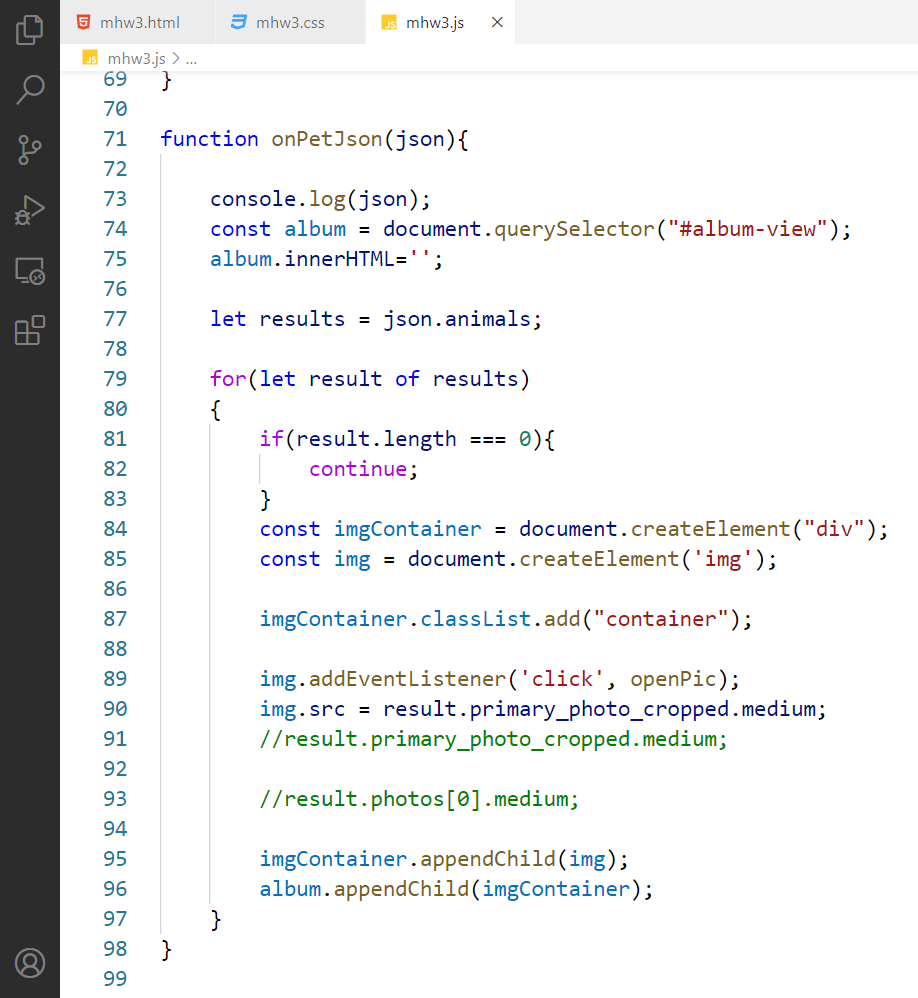 mhw3.html mhw3.css JS mhw3.js
JS mhw3.js > ...
69 }
70
71 function onPetJson(json){
72
73 console.log(json);
74 const album = document.querySelector("#album-view");
75 album.innerHTML='';
76
77 let results = json.animals;
78
79 for(let result of results)
80 {
81 if(result.length === 0){
82 continue;
83 }
84 const imgContainer = document.createElement("div");
85 const img = document.createElement('img');
86
87 imgContainer.classList.add("container");
88
89 img.addEventListener('click', openPic);
90 img.src = result.primary_photo_cropped.medium;
91 //result.primary_photo_cropped.medium;
92
93 //result.photos[0].medium;
94
95 imgContainer.appendChild(img);
96 album.appendChild(imgContainer);
97 }
98 }
99